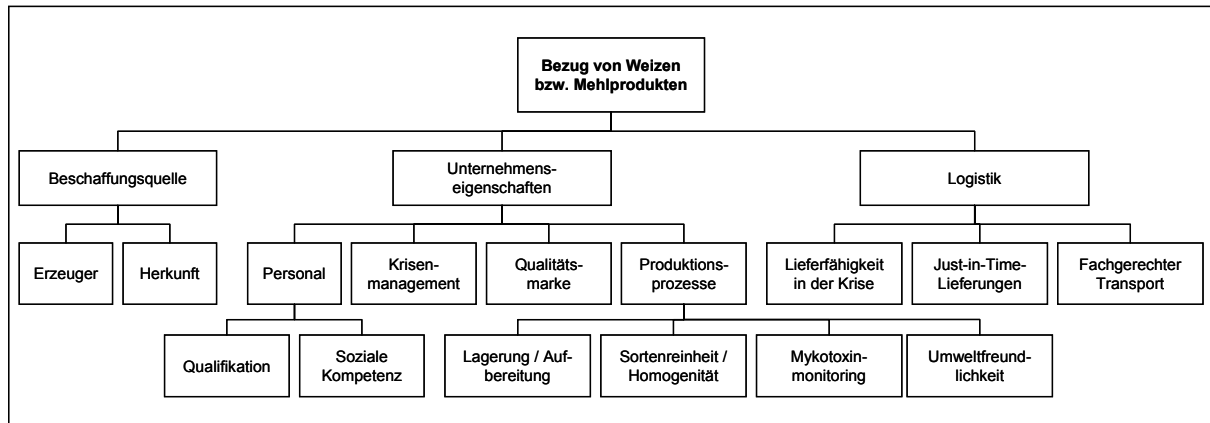 Bezug von Weizen
bzw. Mehlprodukten
Beschaffungsquelle
Unternehmens-
eigenschaften
Logistik
Erzeuger
Herkunft
Personal
Krisen-
management
Qualitäts-
marke
Produktions-
prozesse
Lieferfähigkeit
in der Krise
Just-in-Time-
Lieferungen
Fachgerechter
Transport
Qualifikation
Soziale
Kompetenz
Lagerung / Auf-
bereitung
Sortenreinheit /
Homogenität
Mykotoxin-
monitoring
Umweltfreund-
lichkeit